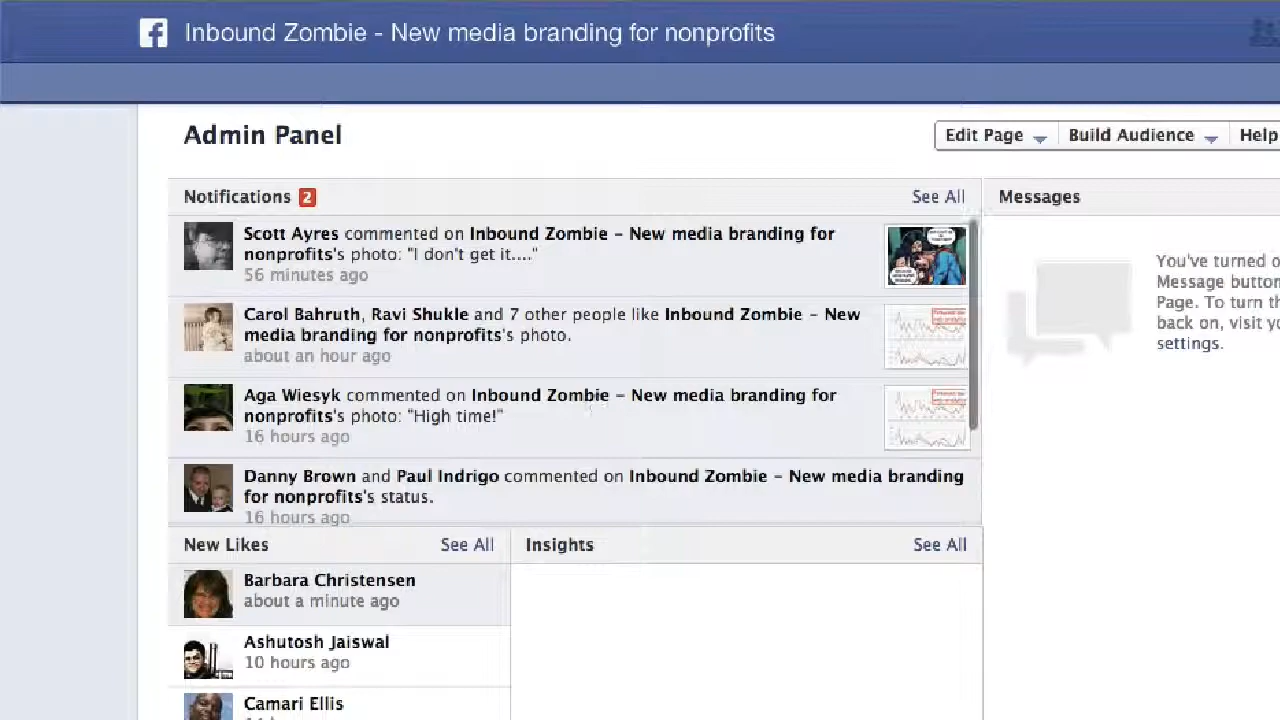 Inbound Zombie - New media branding for nonprofits
Admin Panel
Edit Page
Build Audience
Help
Notifications 2
See All
Scott Ayres commented on Inbound Zombie – New media branding for
nonprofits's photo: "I don't get it...."
56 minutes ago
Carol Bahruth, Ravi Shukle and 7 other people like Inbound Zombie – New
media branding for nonprofits's photo.
about an hour ago
Aga Wiesyk commented on Inbound Zombie – New media branding for
nonprofits's photo: "High time!"
16 hours ago
Danny Brown and Paul Indrigo commented on Inbound Zombie – New media branding
for nonprofits's status.
16 hours ago
Messages
You've turned o
Message button
Page. To turn th
back on, visit yo
settings.
New Likes
See All
Barbara Christensen
about a minute ago
Ashutosh Jaiswal
10 hours ago
Camari Ellis
Insights
See All